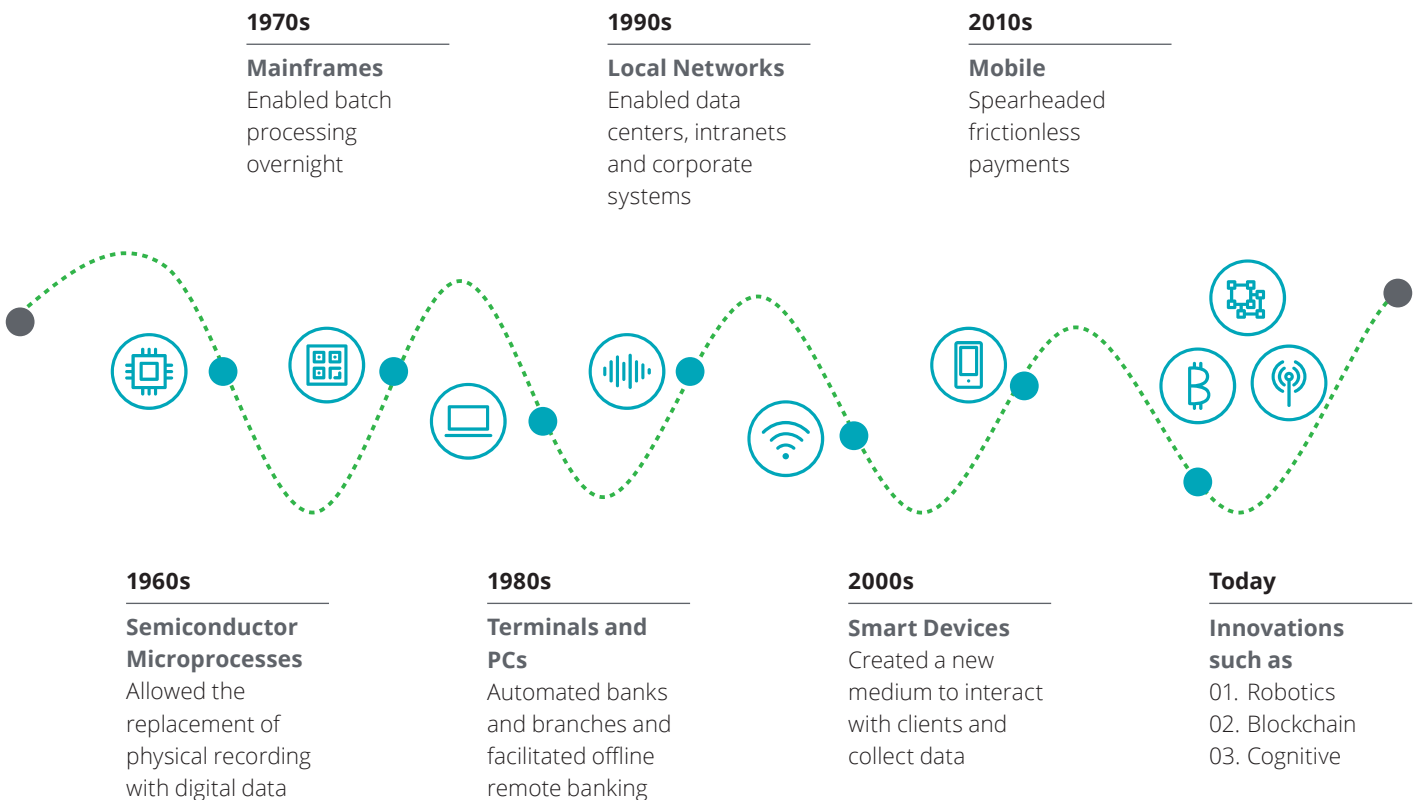 1970s
Mainframes
Enabled batch
processing
overnight
1990s
Local Networks
Enabled data
centers, intranets
and corporate
systems
2010s
Mobile
Spearheaded
frictionless
payments
1960s
Semiconductor
Microprocesses
Allowed the
replacement of
physical recording
with digital data
1980s
Terminals and
PCs
Automated banks
and branches and
facilitated offline
remote banking
2000s
Smart Devices
Created a new
medium to interact
with clients and
collect data
Today
Innovations
such as
01. Robotics
02. Blockchain
03. Cognitive